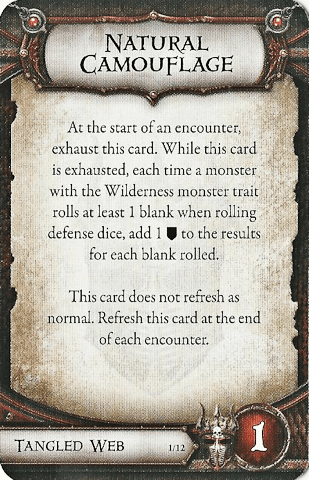 Natural
Camouflage
At the start of an encounter,
exhaust this card. While this card
is exhausted, each time a monster
with the Wilderness monster trait
rolls at least 1 blank when rolling
defense dice, add 1 to the results
for each blank rolled.
This card does not refresh as
normal. Refresh this card at the end
of each encounter.
Tangled Web
1/12
1